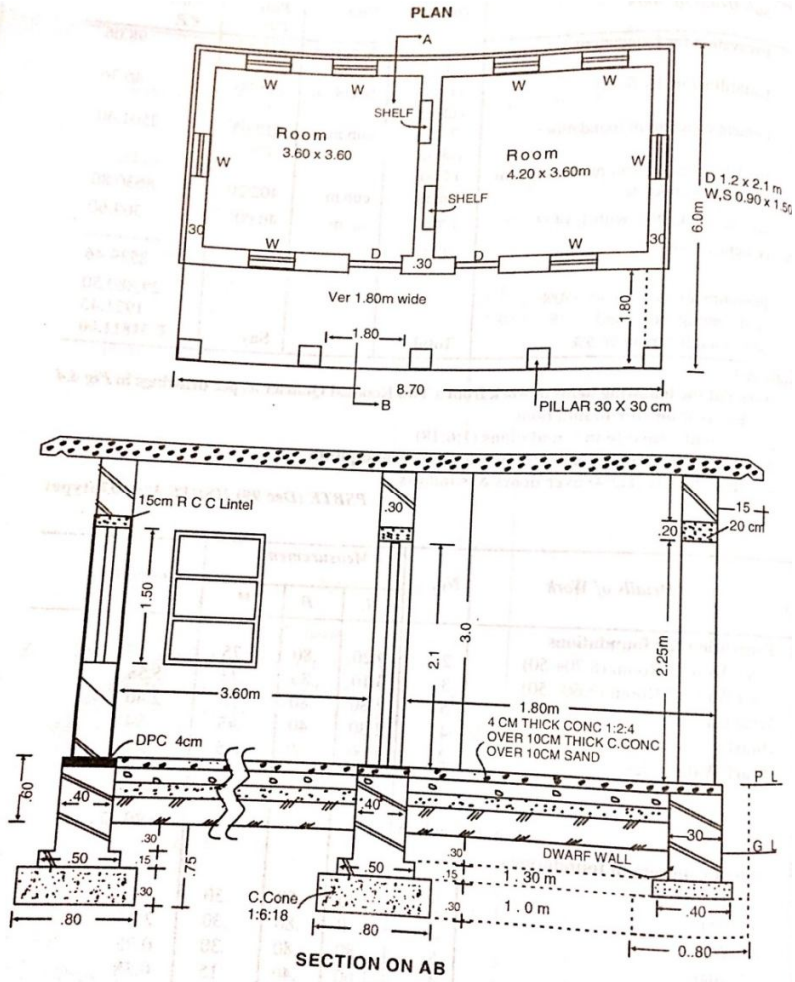 PLAN
A
W
W
W
W
SHELF
Room
3.60 x 3.60
Room
4.20 x 3.60m
W
W
D 1.2 x 2.1 m
W,S 0.90 x 1.50
6.0m
SHELF
.30
W
D
.30
D
W
.30
Ver 1.80m wide
1.80
1.80
8.70
B
PILLAR 30 X 30 cm
15cm R C C Lintel
.30
15
20 cm
.20
1.50
2.1
3.0
2.25m
3.60m
1.80m
4 CM THICK CONC 1:2:4
OVER 10CM THICK C.CONC
OVER 10CM SAND
DPC 4cm
P L
.60
.40
.40
.30
G L
DWARF WALL
.50
.30
.15
.30
.75
.50
.30
.15
.30
1.30 m
1.0 m
C.Conc
1:6:18
.40
.80
.80
0..80
SECTION ON AB